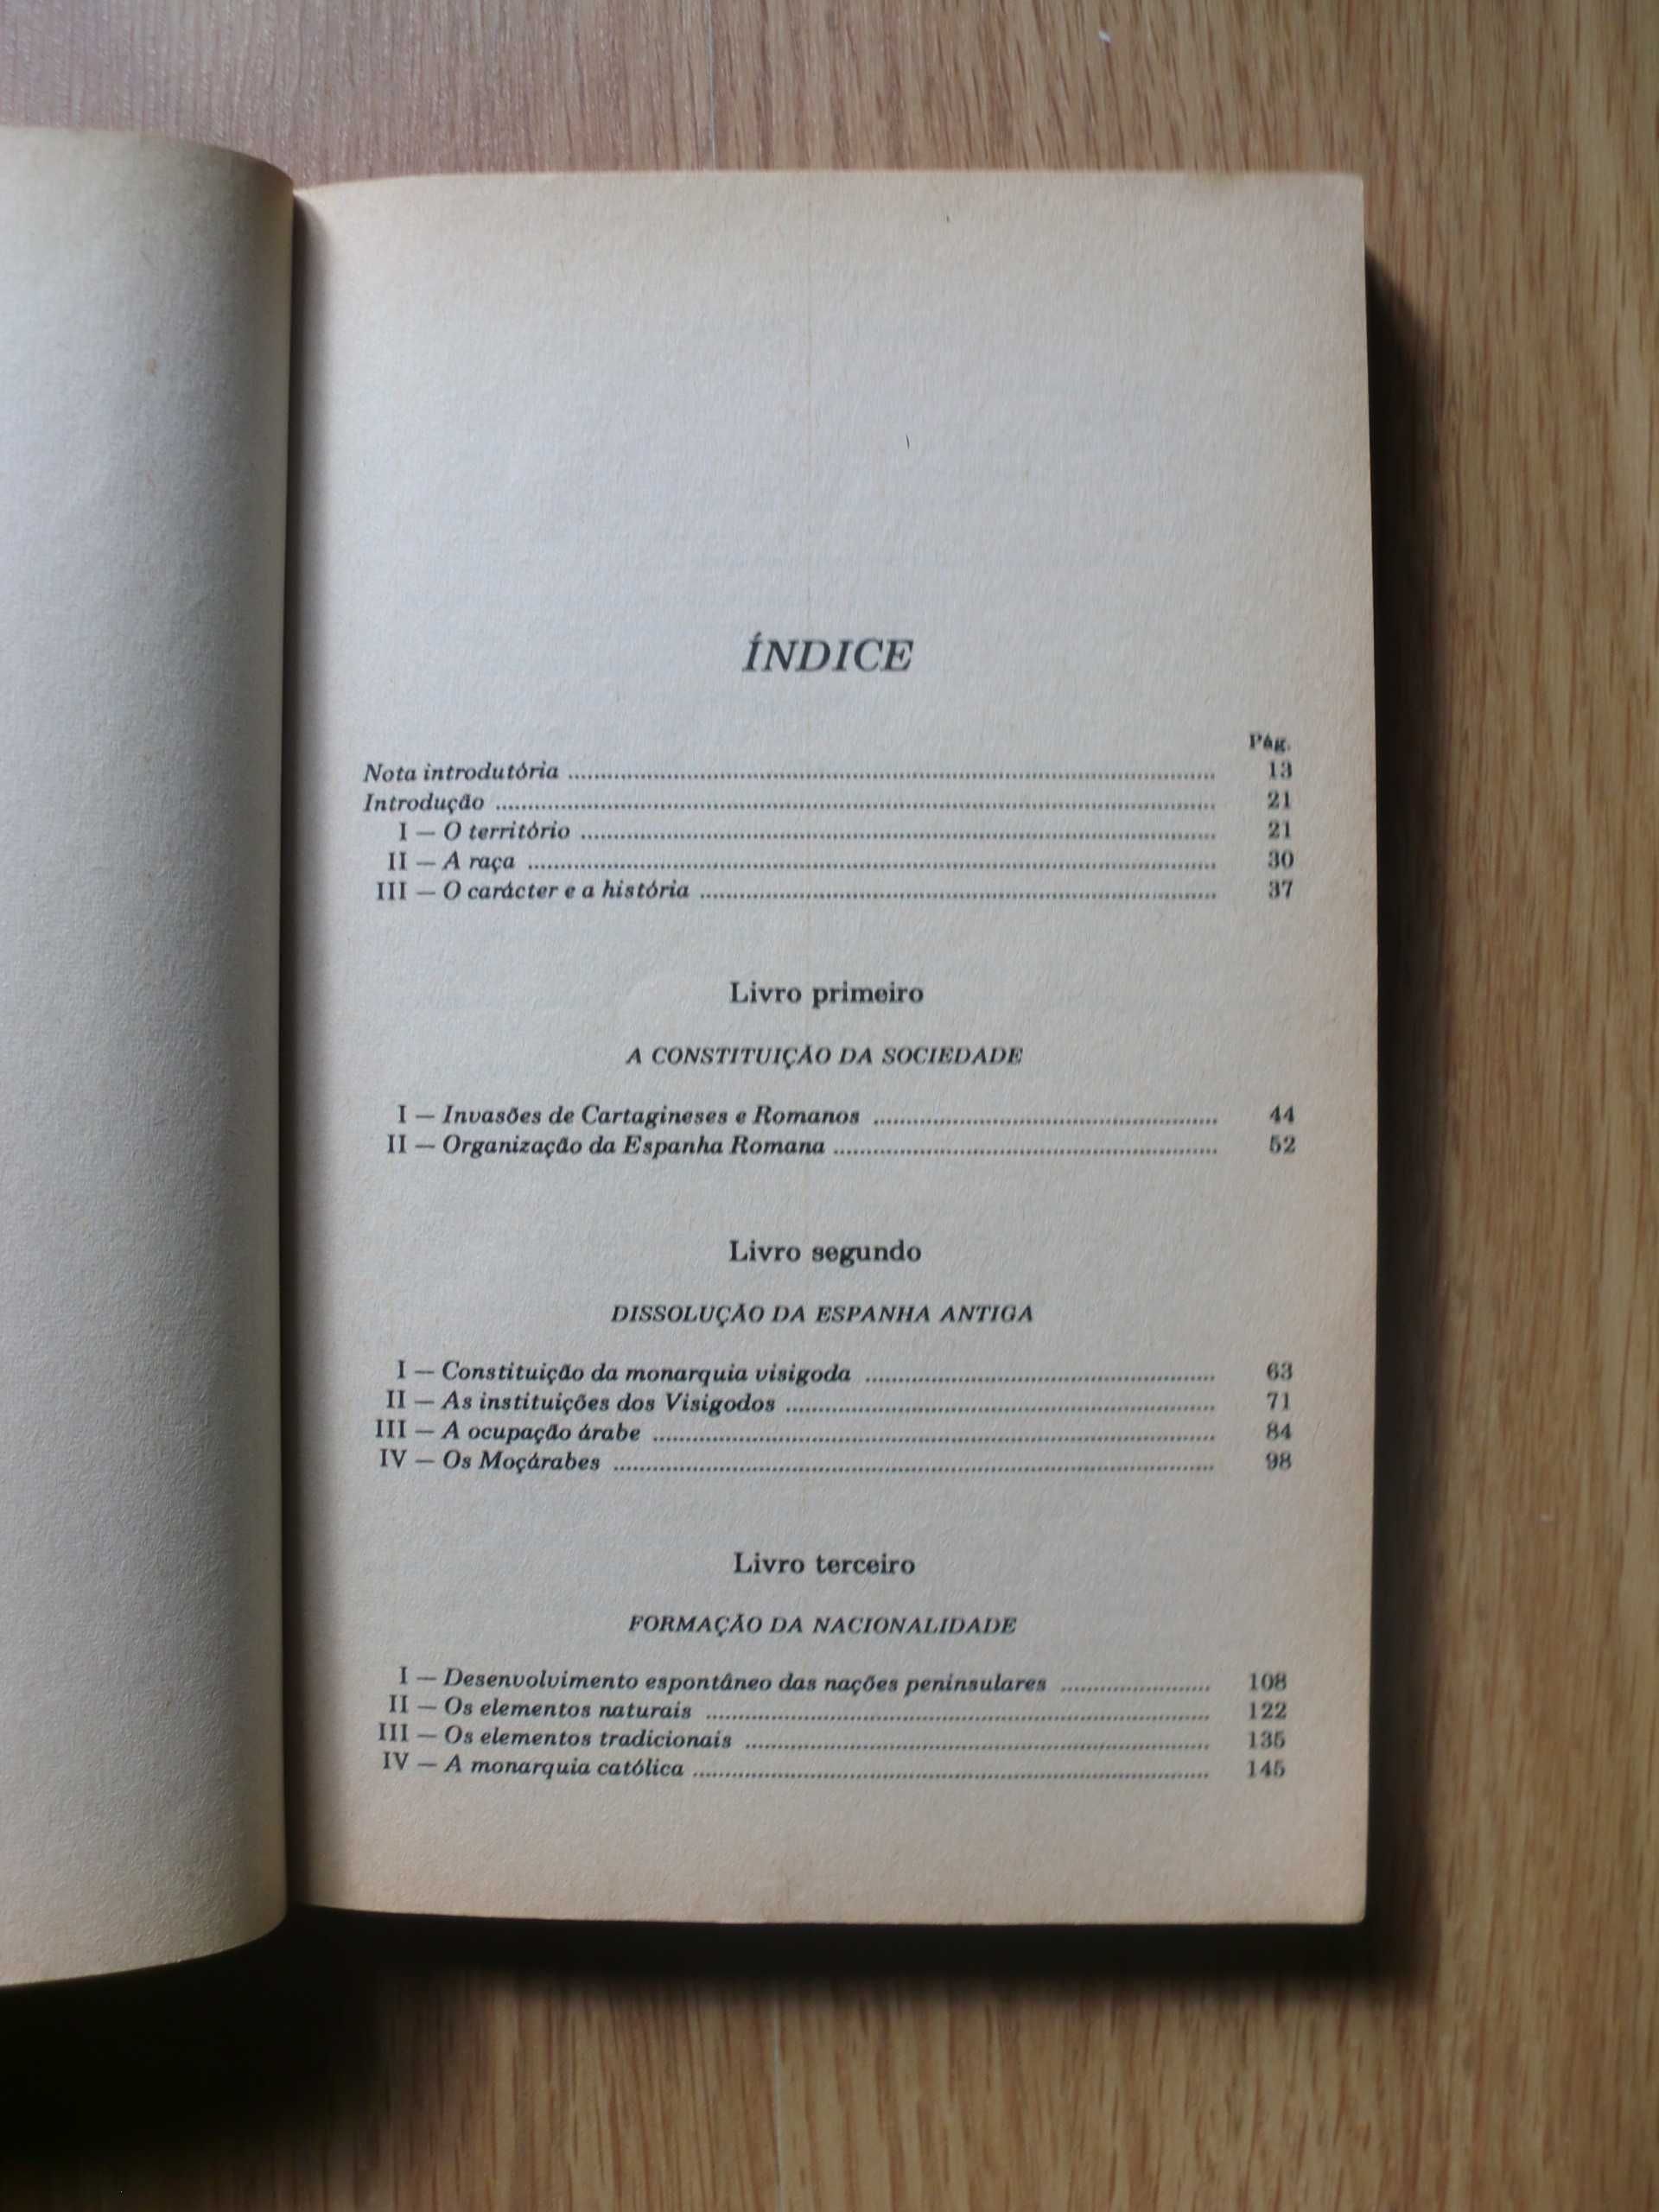 ÍNDICE
Pág.
Nota introdutória ........ 13
Introdução ........ 21
I — O território ........ 21
II — A raça ........ 30
III — O carácter e a história ........ 37
Livro primeiro
A CONSTITUIÇÃO DA SOCIEDADE
I — Invasões de Cartagineses e Romanos ........ 44
II — Organização da Espanha Romana ........ 52
Livro segundo
DISSOLUÇÃO DA ESPANHA ANTIGA
I — Constituição da monarquia visigoda ........ 63
II — As instituições dos Visigodos ........ 71
III — A ocupação árabe ........ 84
IV — Os Moçárabes ........ 98
Livro terceiro
FORMAÇÃO DA NACIONALIDADE
I — Desenvolvimento espontâneo das nações peninsulares ........ 108
II — Os elementos naturais ........ 122
III — Os elementos tradicionais ........ 135
IV — A monarquia católica ........ 145